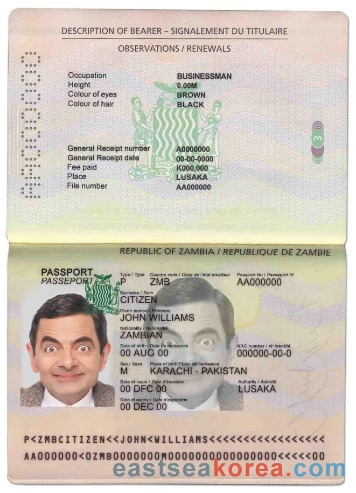 DESCRIPTION OF BEARER - SIGNALEMENT DU TITULAIRE
OBSERVATIONS / RENEWALS
Occupation BUSINESSMAN
Height 0.00M
Colour of eyes BROWN
Colour of hair BLACK
General Receipt number A0000000
General Receipt date 00-00-0000
Fee paid K000,000
Place LUSAKA
File number AA000000
3
REPUBLIC OF ZAMBIA / REPUBLIQUE DE ZAMBIE
PASSPORT
PASSEPORT
Type / Type Country code / Code de l'état émetteur Passport No / Passeport N°
P ZMB AA000000
Surname / Nom
CITIZEN
Given names / Prénoms
JOHN WILLIAMS
Nationality / Nationalité
ZAMBIAN
Date of birth / Date de naissance NRC number / N° Identité
00 AUG 00 000000-00-0
Sex / Sexe Place of birth / Lieu de naissance
M KARACHI - PAKISTAN
Date of issue / Date de délivrance Authority / Autorité
00 DEC 00 LUSAKA
Date of expiry / Date d'expiration
00 DEC 00
P<ZMBCITIZEN<<JOHN<WILLIAMS<<<<<<<<<<<<<<<<<
eastseakorea.com